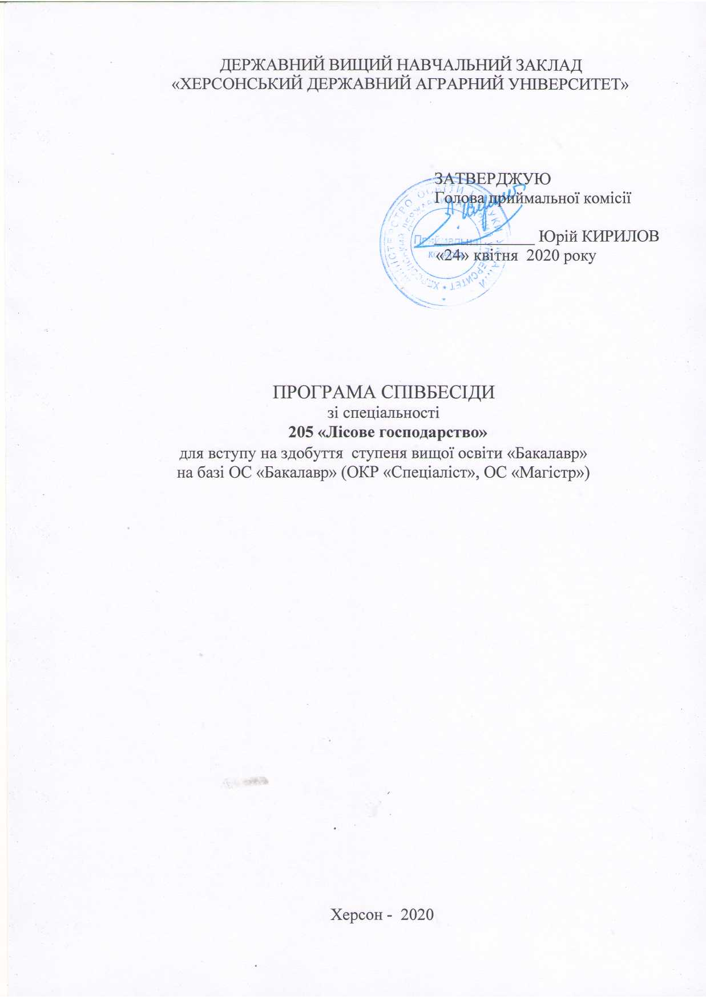 ДЕРЖАВНИЙ ВИЩИЙ НАВЧАЛЬНИЙ ЗАКЛАД
«ХЕРСОНСЬКИЙ ДЕРЖАВНИЙ АГРАРНИЙ УНІВЕРСИТЕТ»
ЗАТВЕРДЖУЮ
Голова приймальної комісії
____________ Юрій КИРИЛОВ
«24» квітня 2020 року
Приймальна
ПРОГРАМА СПІВБЕСІДИ
зі спеціальності
205 «Лісове господарство»
для вступу на здобуття ступеня вищої освіти «Бакалавр»
на базі ОС «Бакалавр» (ОКР «Спеціаліст», ОС «Магістр»)
Херсон - 2020